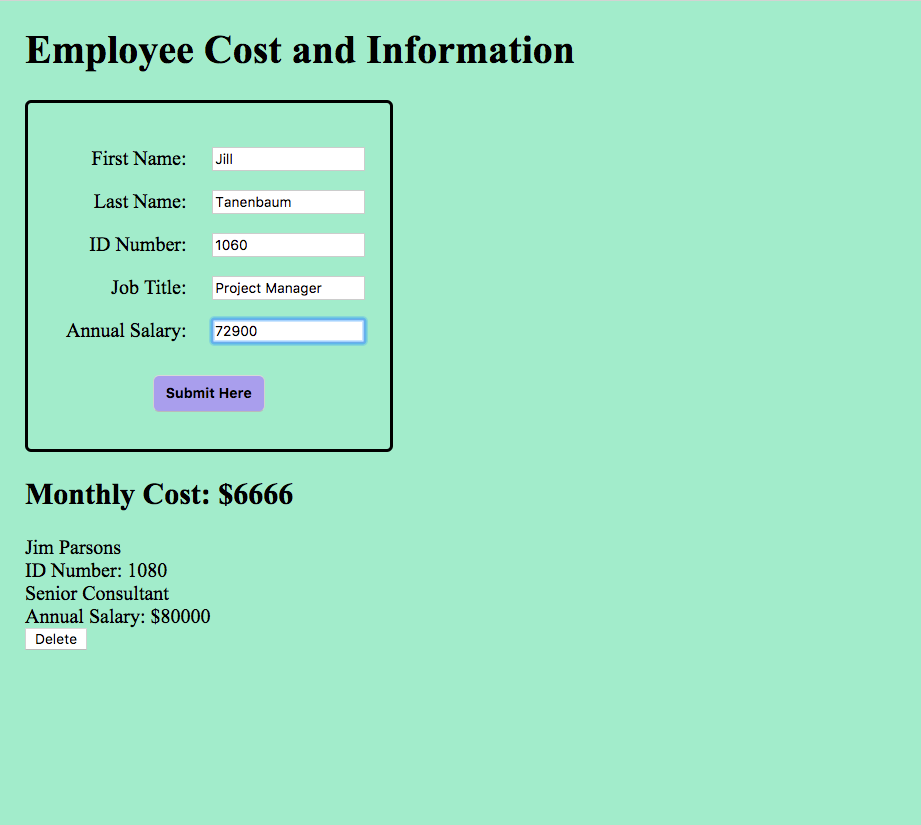 Employee Cost and Information
First Name: Jill
Last Name: Tanenbaum
ID Number: 1060
Job Title: Project Manager
Annual Salary: 72900
Submit Here
Monthly Cost: $6666
Jim Parsons
ID Number: 1080
Senior Consultant
Annual Salary: $80000
Delete